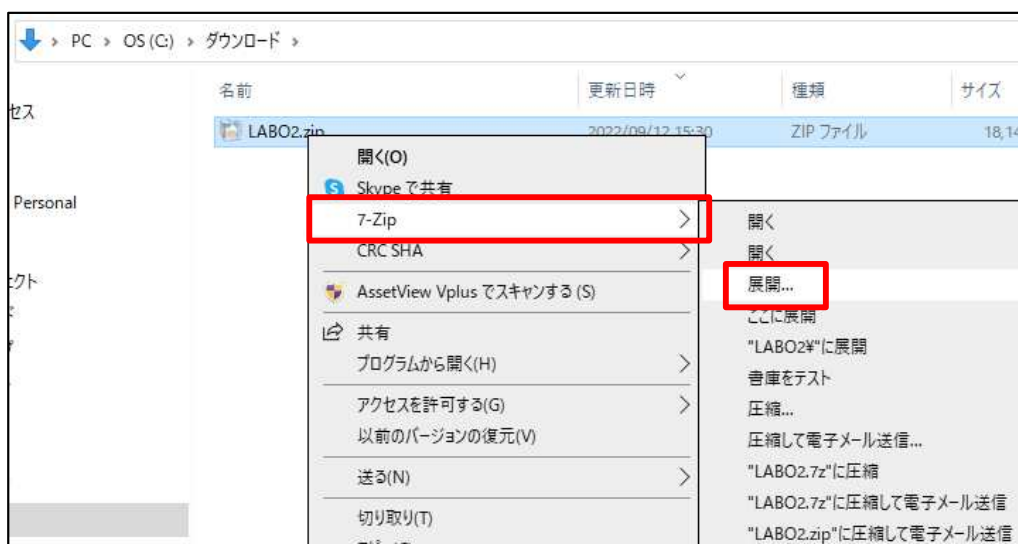 PC › OS (C:) › ダウンロード ›
名前 更新日時 種類 サイズ
セス
LABO2.zip 2022/09/12 15:30 ZIP ファイル 18,14
開く(O)
Skype で共有
Personal
7-Zip
開く
CRC SHA
開く
クト
展開...
AssetView Vplus でスキャンする (S)
ここに展開
共有
"LABO2¥"に展開
プログラムから開く(H)
書庫をテスト
アクセスを許可する(G)
圧縮...
以前のバージョンの復元(V)
圧縮して電子メール送信...
送る(N)
"LABO2.7z"に圧縮
"LABO2.7z"に圧縮して電子メール送信
切り取り(T)
"LABO2.zip"に圧縮して電子メール送信